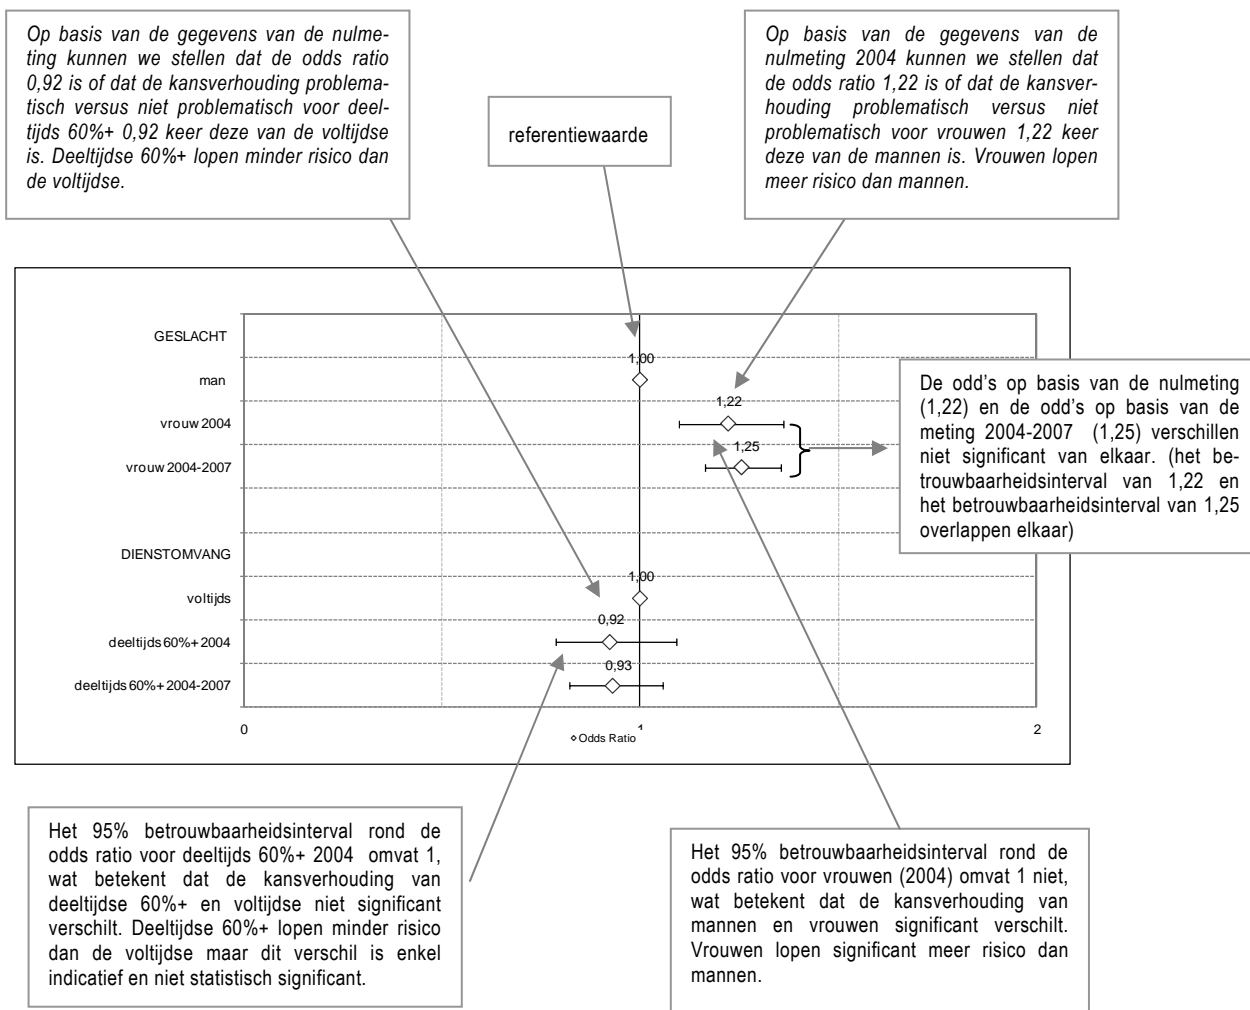 Op basis van de gegevens van de nulme-
ting kunnen we stellen dat de odds ratio
0,92 is of dat de kansverhouding problema-
tisch versus niet problematisch voor deel-
tijds 60%+ 0,92 keer deze van de voltijdse
is. Deeltijdse 60%+ lopen minder risico dan
de voltijdse.
referentiewaarde
Op basis van de gegevens van de
nulmeting 2004 kunnen we stellen dat
de odds ratio 1,22 is of dat de kansver-
houding problematisch versus niet
problematisch voor vrouwen 1,22 keer
deze van de mannen is. Vrouwen lopen
meer risico dan mannen.
GESLACHT
1,00
man
1,22
vrouw 2004
1,25
vrouw 2004-2007
De odd's op basis van de nulmeting
(1,22) en de odd's op basis van de
meting 2004-2007 (1,25) verschillen
niet significant van elkaar. (het be-
trouwbaarheidsinterval van 1,22 en
het betrouwbaarheidsinterval van 1,25
overlappen elkaar)
DIENSTOMVANG
1,00
voltijds
0,92
deeltijds 60%+ 2004
0,93
deeltijds 60%+ 2004-2007
0 1 2
Odds Ratio
Het 95% betrouwbaarheidsinterval rond de
odds ratio voor deeltijds 60%+ 2004 omvat 1,
wat betekent dat de kansverhouding van
deeltijdse 60%+ en voltijdse niet significant
verschilt. Deeltijdse 60%+ lopen minder risico
dan de voltijdse maar dit verschil is enkel
indicatief en niet statistisch significant.
Het 95% betrouwbaarheidsinterval rond de
odds ratio voor vrouwen (2004) omvat 1 niet,
wat betekent dat de kansverhouding van
mannen en vrouwen significant verschilt.
Vrouwen lopen significant meer risico dan
mannen.